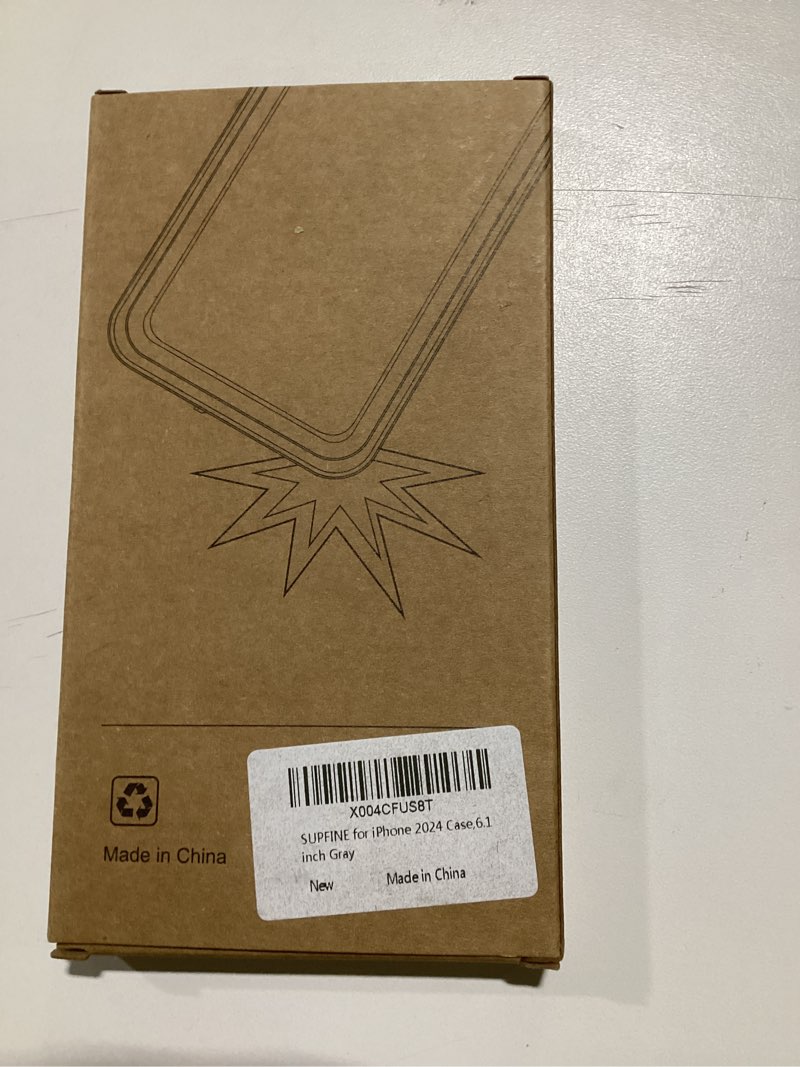 X004CFUS8T
SUPFINE for iPhone 2024 Case,6.1
inch Gray
New Made in China
Made in China